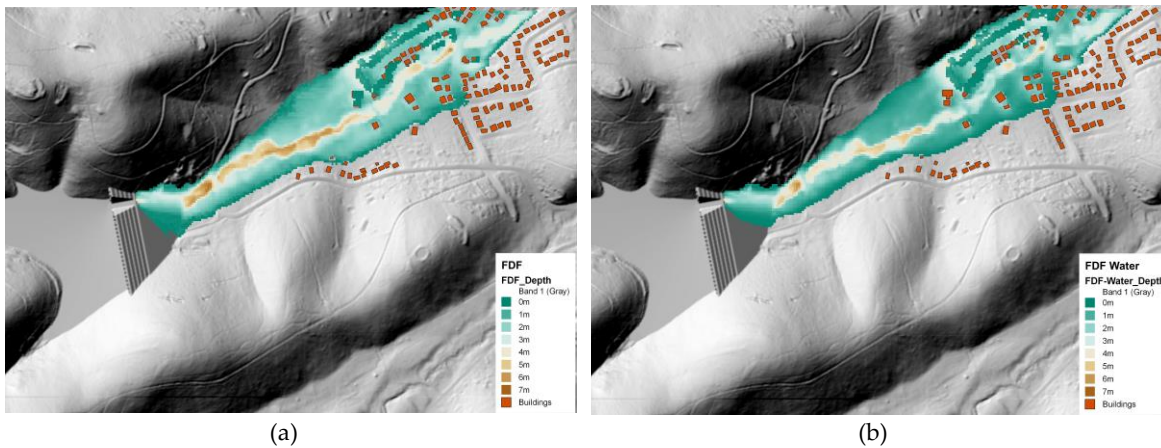 FDF
FDF_Depth
Band 1 (Gray)
0m
1m
2m
3m
4m
5m
6m
7m
Buildings
(a)
FDF Water
FDF-Water_Depth
Band 1 (Gray)
0m
1m
2m
3m
4m
5m
6m
7m
Buildings
(b)